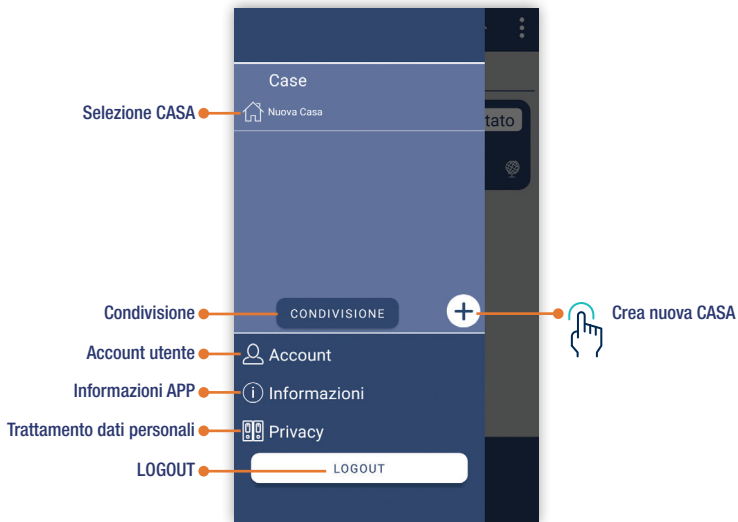 Case
Selezione CASA
Nuova Casa
tato
Condivisione
CONDIVISIONE
+
Crea nuova CASA
Account utente
Account
Informazioni APP
i Informazioni
Trattamento dati personali
Privacy
LOGOUT
LOGOUT